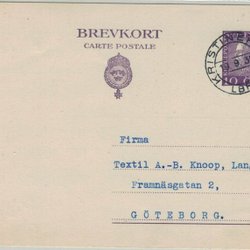 BREVKORT
CARTE POSTALE
Firma
Textil A.-B. Knoop, Lan
Framnäsgatan 2,
GÖTEBORG.